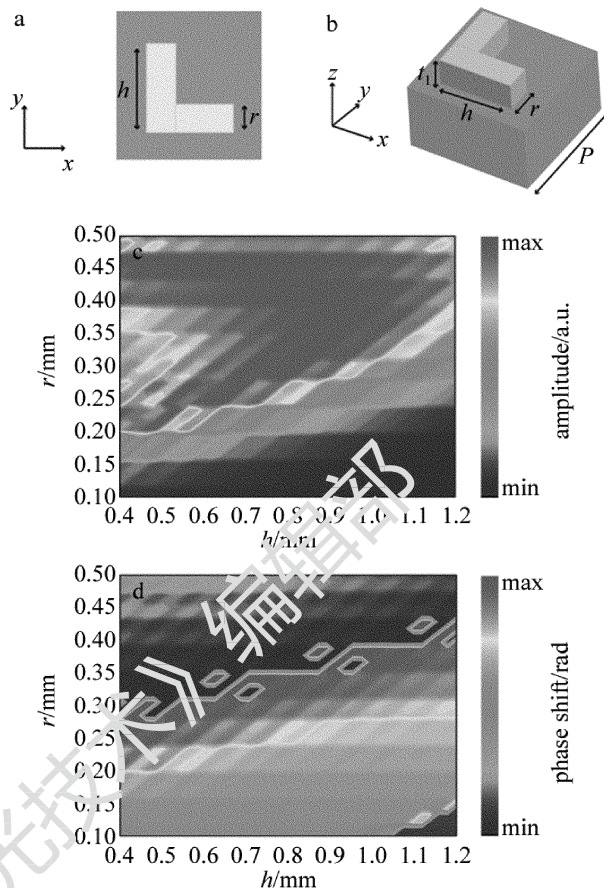 a
b
h
r
y
x
z
y
x
t₁
h
r
P
c
0.50
0.45
0.40
0.35
0.30
0.25
0.20
0.15
0.10
r/mm
0.4 0.5 0.6 0.7 0.8 0.9 1.0 1.1 1.2
h/mm
max
min
amplitude/a.u.
d
0.50
0.45
0.40
0.35
0.30
0.25
0.20
0.15
0.10
r/mm
0.4 0.5 0.6 0.7 0.8 0.9 1.0 1.1 1.2
h/mm
max
min
phase shift/rad
光技术》编辑部